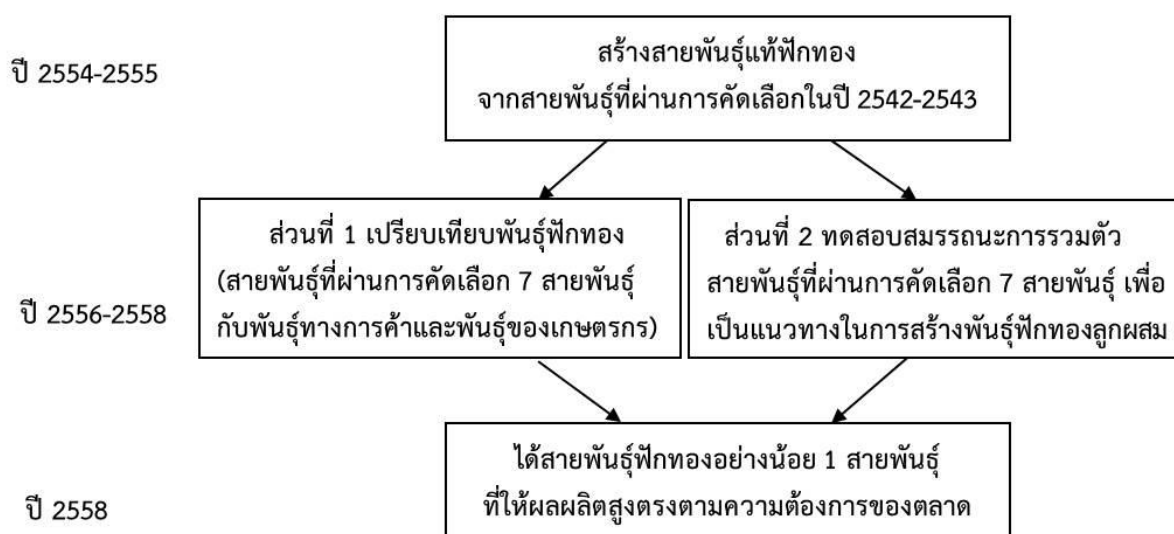 ปี 2554-2555
สร้างสายพันธุ์แท้ฟักทอง
จากสายพันธุ์ที่ผ่านการคัดเลือกในปี 2542-2543
ปี 2556-2558
ส่วนที่ 1 เปรียบเทียบพันธุ์ฟักทอง
(สายพันธุ์ที่ผ่านการคัดเลือก 7 สายพันธุ์
กับพันธุ์ทางการค้าและพันธุ์ของเกษตรกร)
ส่วนที่ 2 ทดสอบสมรรถนะการรวมตัว
สายพันธุ์ที่ผ่านการคัดเลือก 7 สายพันธุ์ เพื่อ
เป็นแนวทางในการสร้างพันธุ์ฟักทองลูกผสม
ปี 2558
ได้สายพันธุ์ฟักทองอย่างน้อย 1 สายพันธุ์
ที่ให้ผลผลิตสูงตรงตามความต้องการของตลาด